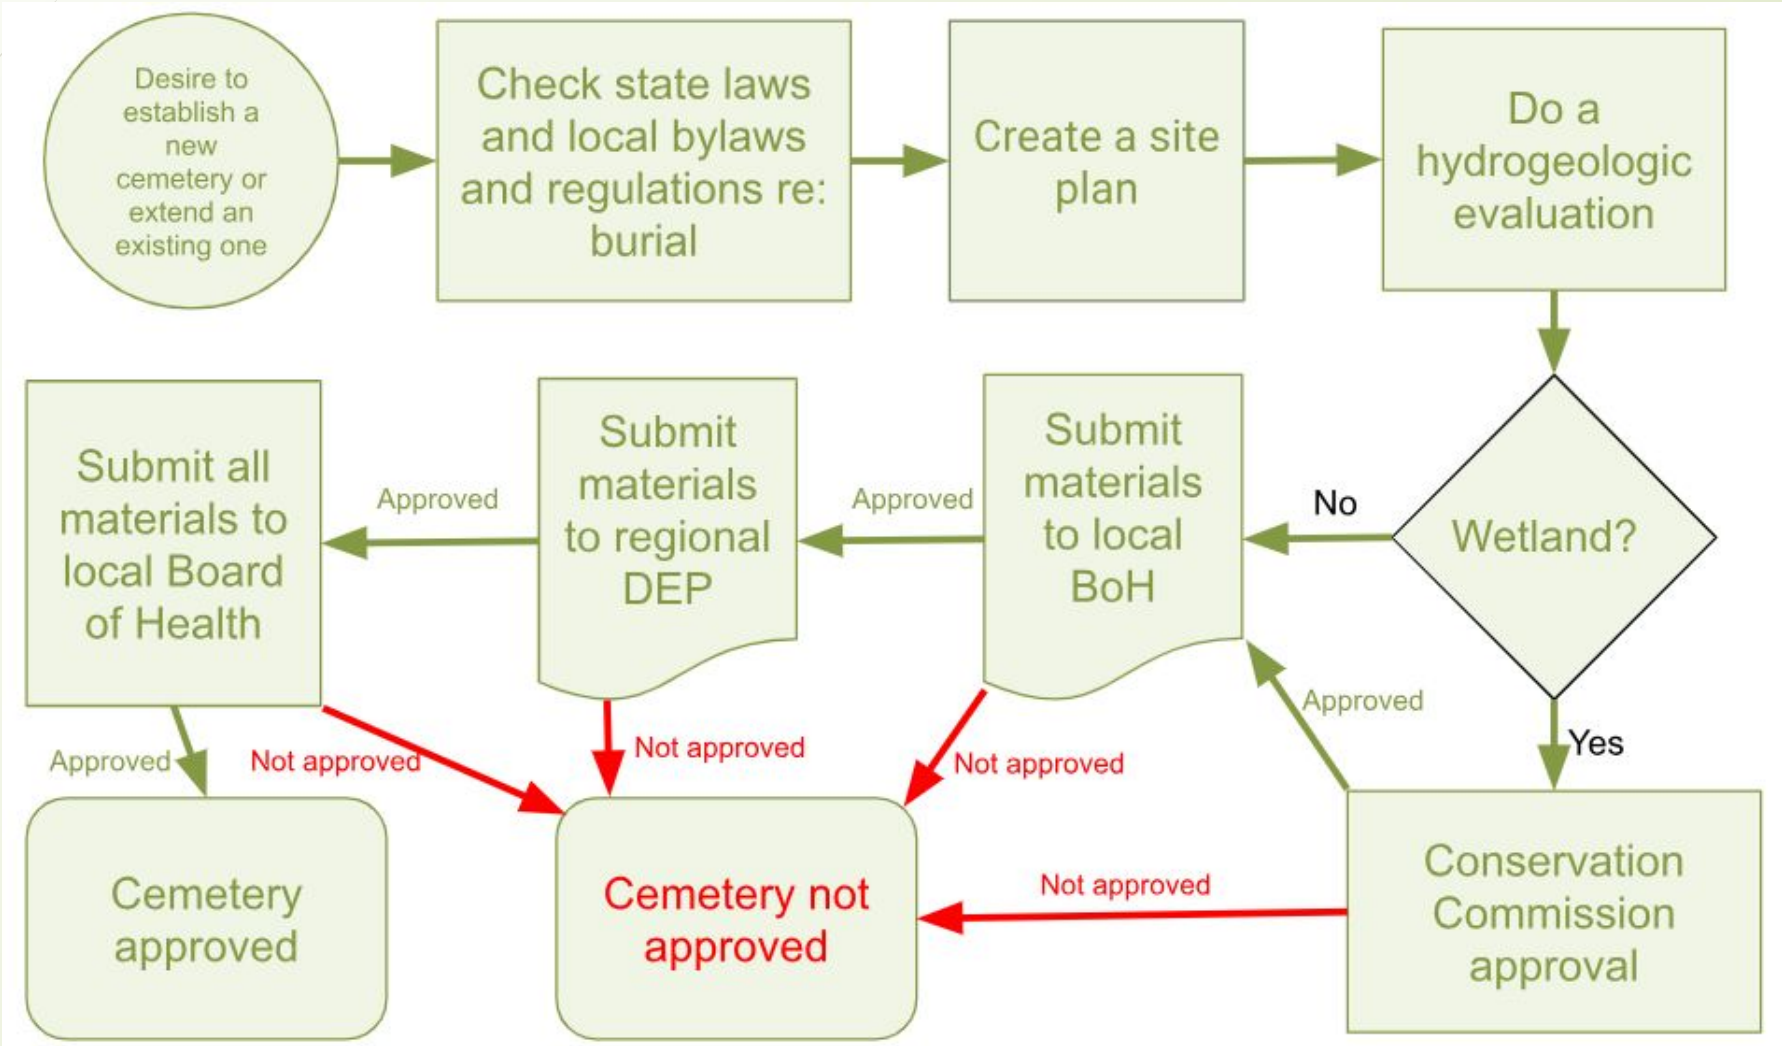 Desire to
establish a
new
cemetery or
extend an
existing one
Check state laws
and local bylaws
and regulations re:
burial
Create a site
plan
Do a
hydrogeologic
evaluation
Wetland?
No
Yes
Submit
materials
to local
BoH
Approved
Not approved
Submit
materials
to regional
DEP
Approved
Not approved
Submit all
materials to
local Board
of Health
Approved
Not approved
Approved
Not approved
Conservation
Commission
approval
Cemetery not
approved
Cemetery
approved